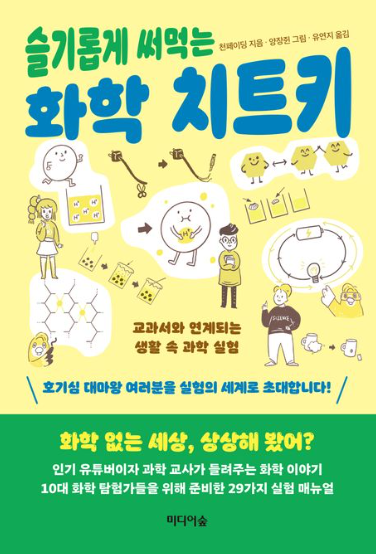 슬기롭게 써먹는
천페이팅 지음 · 양장헌 그림 · 유연지 옮김
화학 치트키
교과서와 연계되는
생활 속 과학 실험
호기심 대마왕 여러분을 실험의 세계로 초대합니다!
화학 없는 세상, 상상해 봤어?
인기 유튜버이자 과학 교사가 들려주는 화학 이야기
10대 화학 탐험가들을 위해 준비한 29가지 실험 매뉴얼
미디어숲